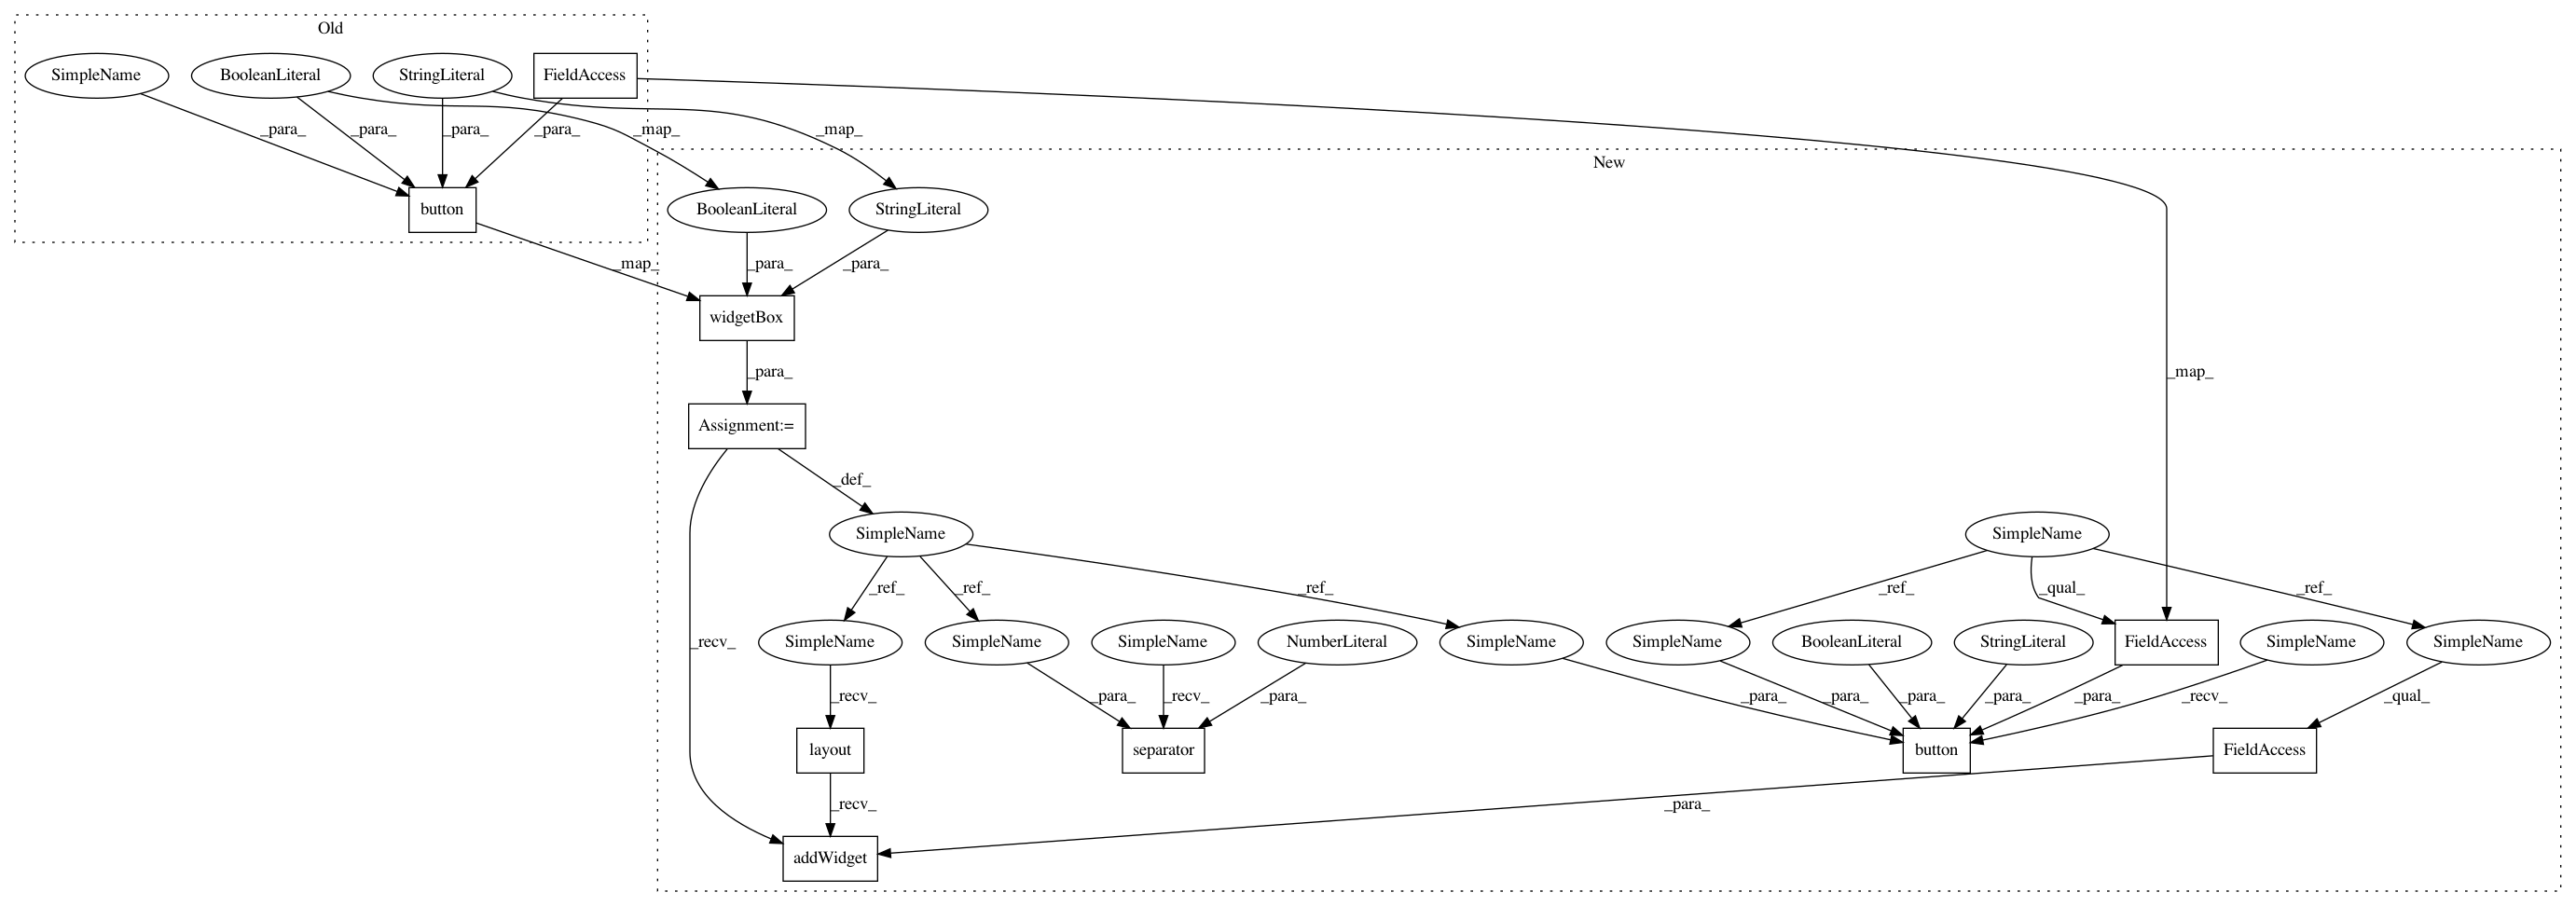 Old
SimpleName
BooleanLiteral
StringLiteral
FieldAccess
_para_
_para_
_para_
_para_
_map_
_map_
New
button
BooleanLiteral
StringLiteral
_map_
_para_
_para_
widgetBox
_para_
_map_
Assignment:=
_def_
SimpleName
SimpleName
_ref_
_ref_
_ref_
_ref_
_qual_
_ref_
_recv_
SimpleName
SimpleName
SimpleName
NumberLiteral
SimpleName
SimpleName
BooleanLiteral
StringLiteral
FieldAccess
SimpleName
SimpleName
_recv_
_para_
_recv_
_para_
_para_
_para_
_para_
_para_
_para_
_recv_
_qual_
layout
separator
button
FieldAccess
_recv_
_para_
addWidget